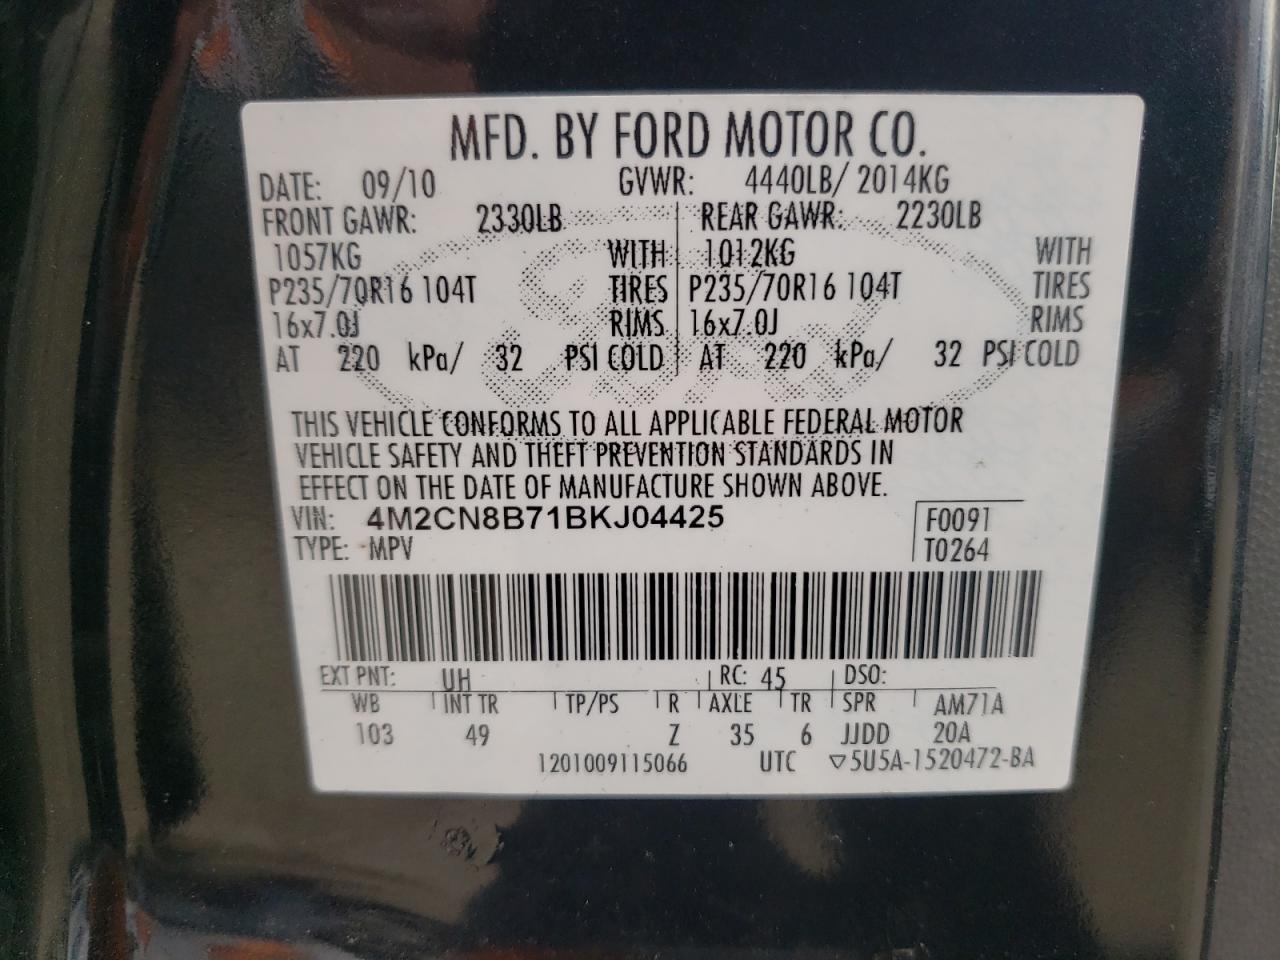 MFD. BY FORD MOTOR CO.
DATE: 09/10 GVWR: 4440LB/ 2014KG
FRONT GAWR: 2330LB REAR GAWR: 2230LB
1057KG WITH 1012KG WITH
P235/70R16 104T TIRES P235/70R16 104T TIRES
16x7.0J RIMS 16x7.0J RIMS
AT 220 kPa/ 32 PSI COLD AT 220 kPa/ 32 PSI COLD
THIS VEHICLE CONFORMS TO ALL APPLICABLE FEDERAL MOTOR
VEHICLE SAFETY AND THEFT PREVENTION STANDARDS IN
EFFECT ON THE DATE OF MANUFACTURE SHOWN ABOVE.
VIN: 4M2CN8B71BKJ04425 F0091
TYPE: MPV T0264
EXT PNT: UH RC: 45 DSO:
WB INT TR TP/PS R AXLE TR SPR AM71A
103 49 Z 35 6 JJDD 20A
1201009115066 UTC ▽5U5A-1520472-BA